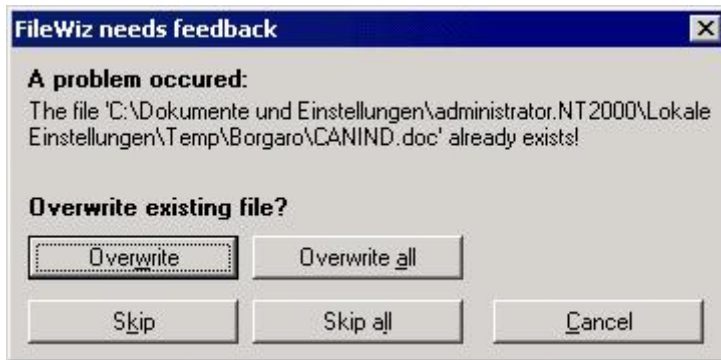 FileWiz needs feedback
A problem occured:
The file 'C:\Dokumente und Einstellungen\administrator.NT2000\Lokale
Einstellungen\Temp\Borgaro\CANIND.doc' already exists!
Overwrite existing file?
Overwrite Overwrite all
Skip Skip all Cancel